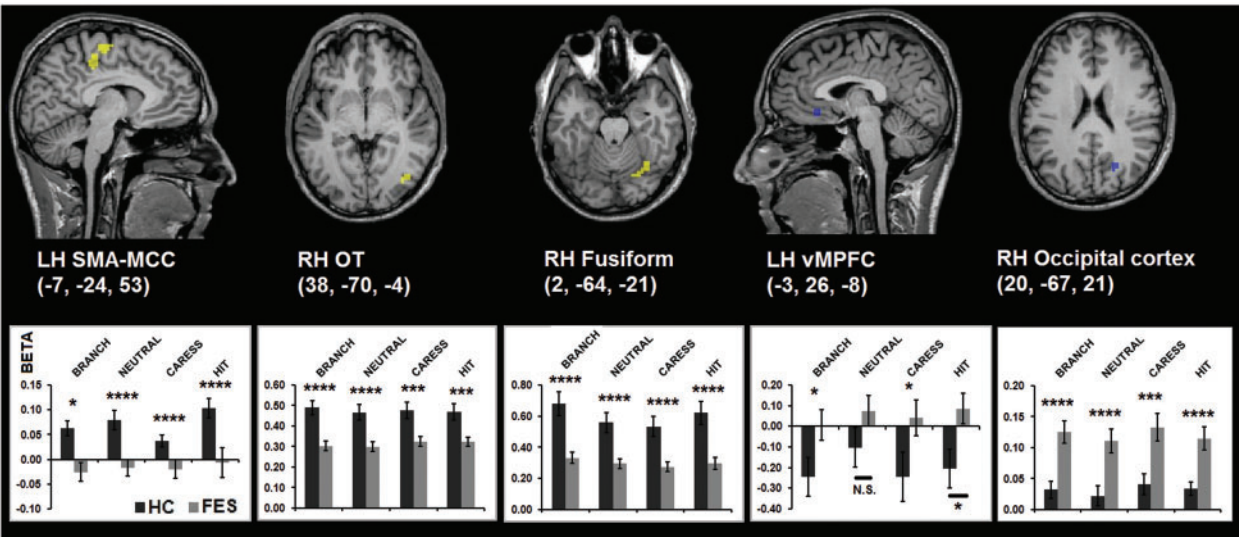 LH SMA-MCC
(-7, -24, 53)
RH OT
(38, -70, -4)
RH Fusiform
(2, -64, -21)
LH vMPFC
(-3, 26, -8)
RH Occipital cortex
(20, -67, 21)
BETA
BRANCH
NEUTRAL
CARESS
HIT
* **** **** ****
0.15
0.10
0.05
0.00
-0.05
-0.10
HC FES
BRANCH
NEUTRAL
CARESS
HIT
**** **** *** ***
0.60
0.50
0.40
0.30
0.20
0.10
0.00
BRANCH
NEUTRAL
CARESS
HIT
**** **** **** ****
0.80
0.60
0.40
0.20
0.00
BRANCH
NEUTRAL
CARESS
HIT
* *
0.20
0.10
0.00
-0.10
-0.20
-0.30
-0.40
N.S.
*
BRANCH
NEUTRAL
CARESS
HIT
**** **** *** ****
0.20
0.15
0.10
0.05
0.00